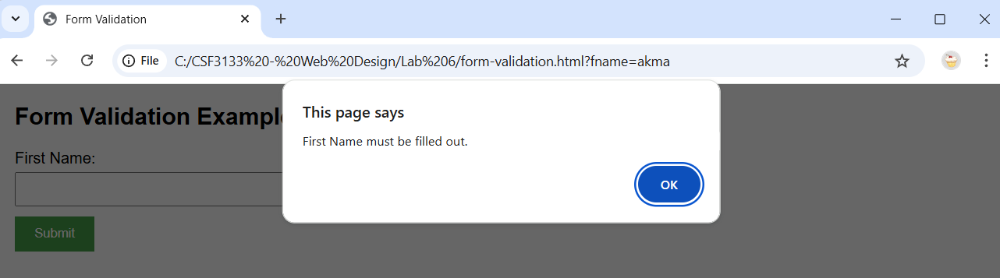 Form Validation
File
C:/CSF3133%20-%20Web%20Design/Lab%206/form-validation.html?fname=akma
This page says
First Name must be filled out.
OK
Form Validation Example
First Name:
Submit